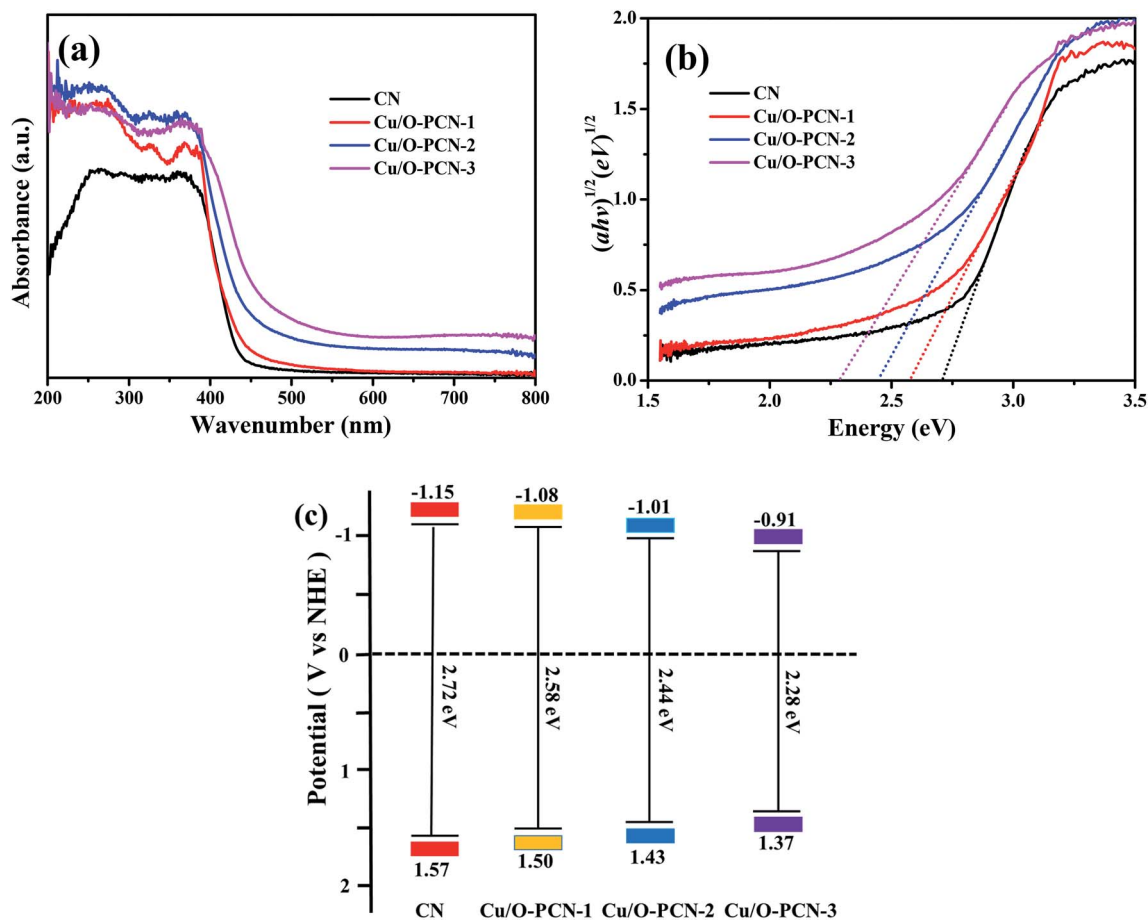 (a)
CN
Cu/O-PCN-1
Cu/O-PCN-2
Cu/O-PCN-3
Absorbance (a.u.)
200 300 400 500 600 700 800
Wavenumber (nm)
(b)
CN
Cu/O-PCN-1
Cu/O-PCN-2
Cu/O-PCN-3
(ahv)^1/2 (eV)^1/2
2.0
1.5
1.0
0.5
0.0
1.5 2.0 2.5 3.0 3.5
Energy (eV)
(c)
-1.15 -1.08 -1.01 -0.91
Potential ( V vs NHE )
-1
0
1
2
2.72 eV
2.58 eV
2.44 eV
2.28 eV
1.57 1.50 1.43 1.37
CN Cu/O-PCN-1 Cu/O-PCN-2 Cu/O-PCN-3